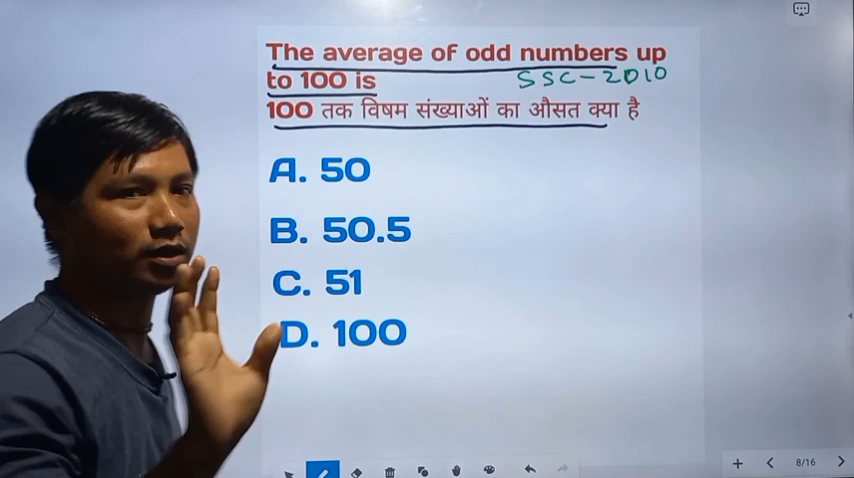 The average of odd numbers up
to 100 is SSC-2010
100 तक विषम संख्याओं का औसत क्या है
A. 50
B. 50.5
C. 51
D. 100
8/16